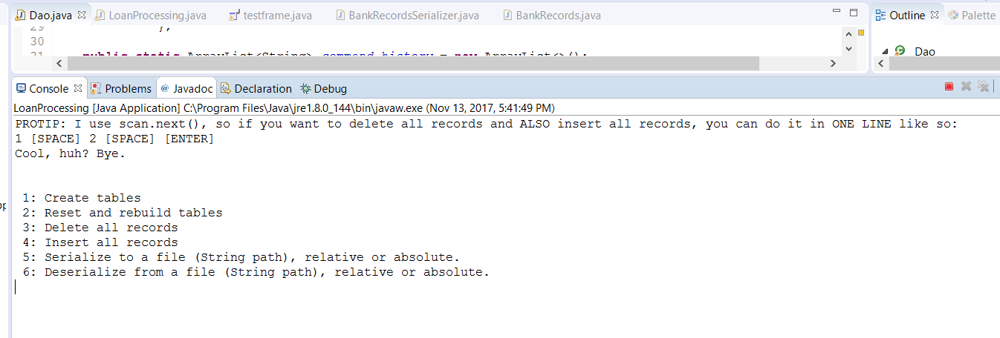 Dao.java LoanProcessing.java testframe.java BankRecordsSerializer.java BankRecords.java Outline Palette
29 };
30
31 public static ArrayList<String> command_history = new ArrayList<>();
Dao
Console Problems @ Javadoc Declaration Debug
LoanProcessing [Java Application] C:\Program Files\Java\jre1.8.0_144\bin\javaw.exe (Nov 13, 2017, 5:41:49 PM)
PROTIP: I use scan.next(), so if you want to delete all records and ALSO insert all records, you can do it in ONE LINE like so:
1 [SPACE] 2 [SPACE] [ENTER]
Cool, huh? Bye.
1: Create tables
2: Reset and rebuild tables
3: Delete all records
4: Insert all records
5: Serialize to a file (String path), relative or absolute.
6: Deserialize from a file (String path), relative or absolute.